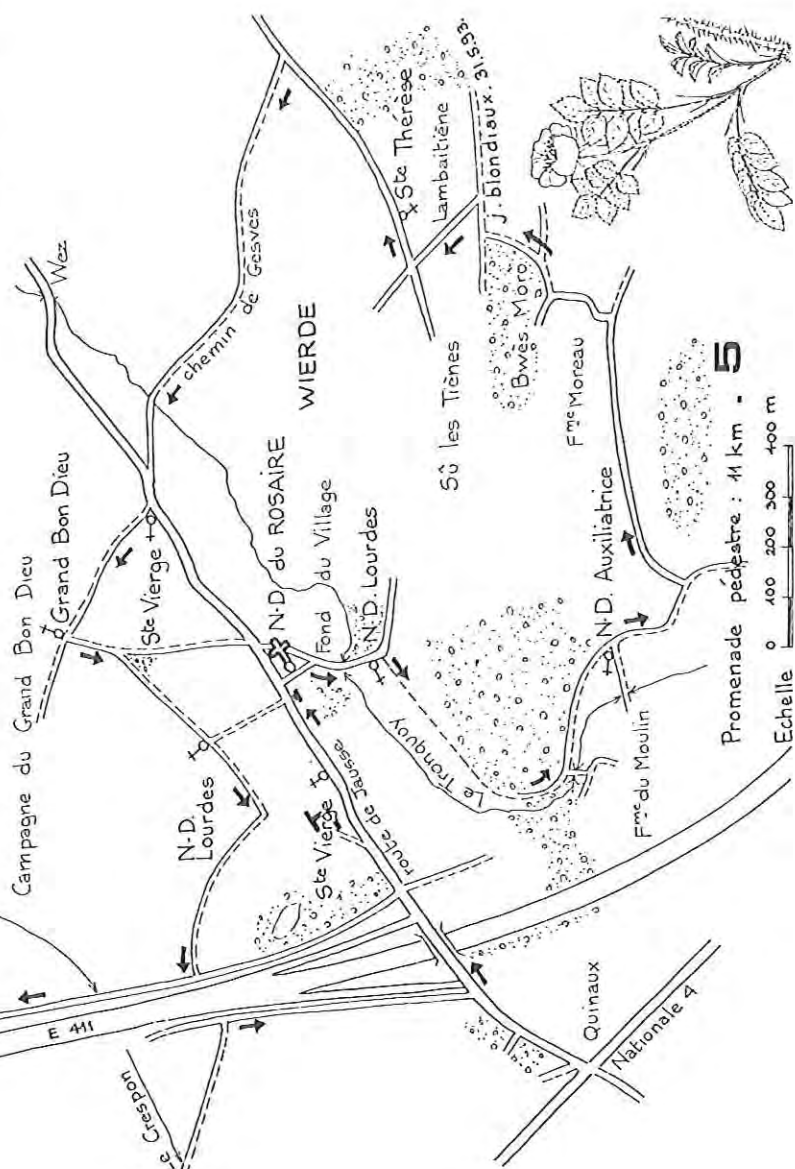 Campagne du Grand Bon Dieu
Grand Bon Dieu
Wez
Ste Vierge
chemin de Gesves
E 411
N-D.
Lourdes
N-D. du ROSAIRE
WIERDE
Ste Thérèse
Lambaitiène
Fond du Village
Ste Vierge
route de Jausse
N.D. Lourdes
Sû les Tiènes
j. blondiaux. 31.5.93.
Le Tronquoy
Bwès Moro
Fme Moreau
Crespon
N.D. Auxiliatrice
Fme du Moulin
Quinaux
Nationale 4
Promenade pédestre : 11 km - 5
Echelle 0 100 200 300 400 m